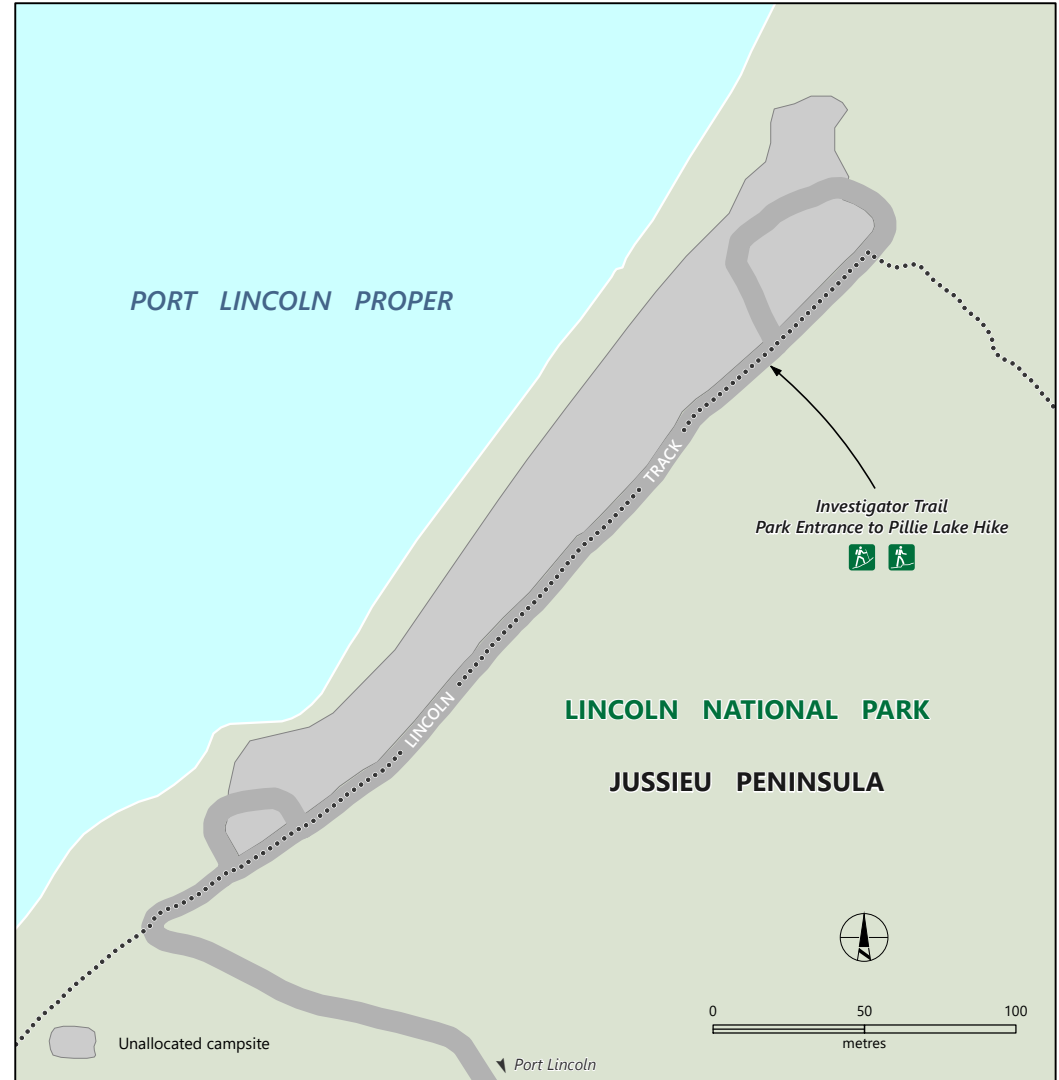 PORT LINCOLN PROPER
TRACK
Investigator Trail
Park Entrance to Pillie Lake Hike
LINCOLN
LINCOLN NATIONAL PARK
JUSSIEU PENINSULA
0 50 100
metres
Unallocated campsite
Port Lincoln